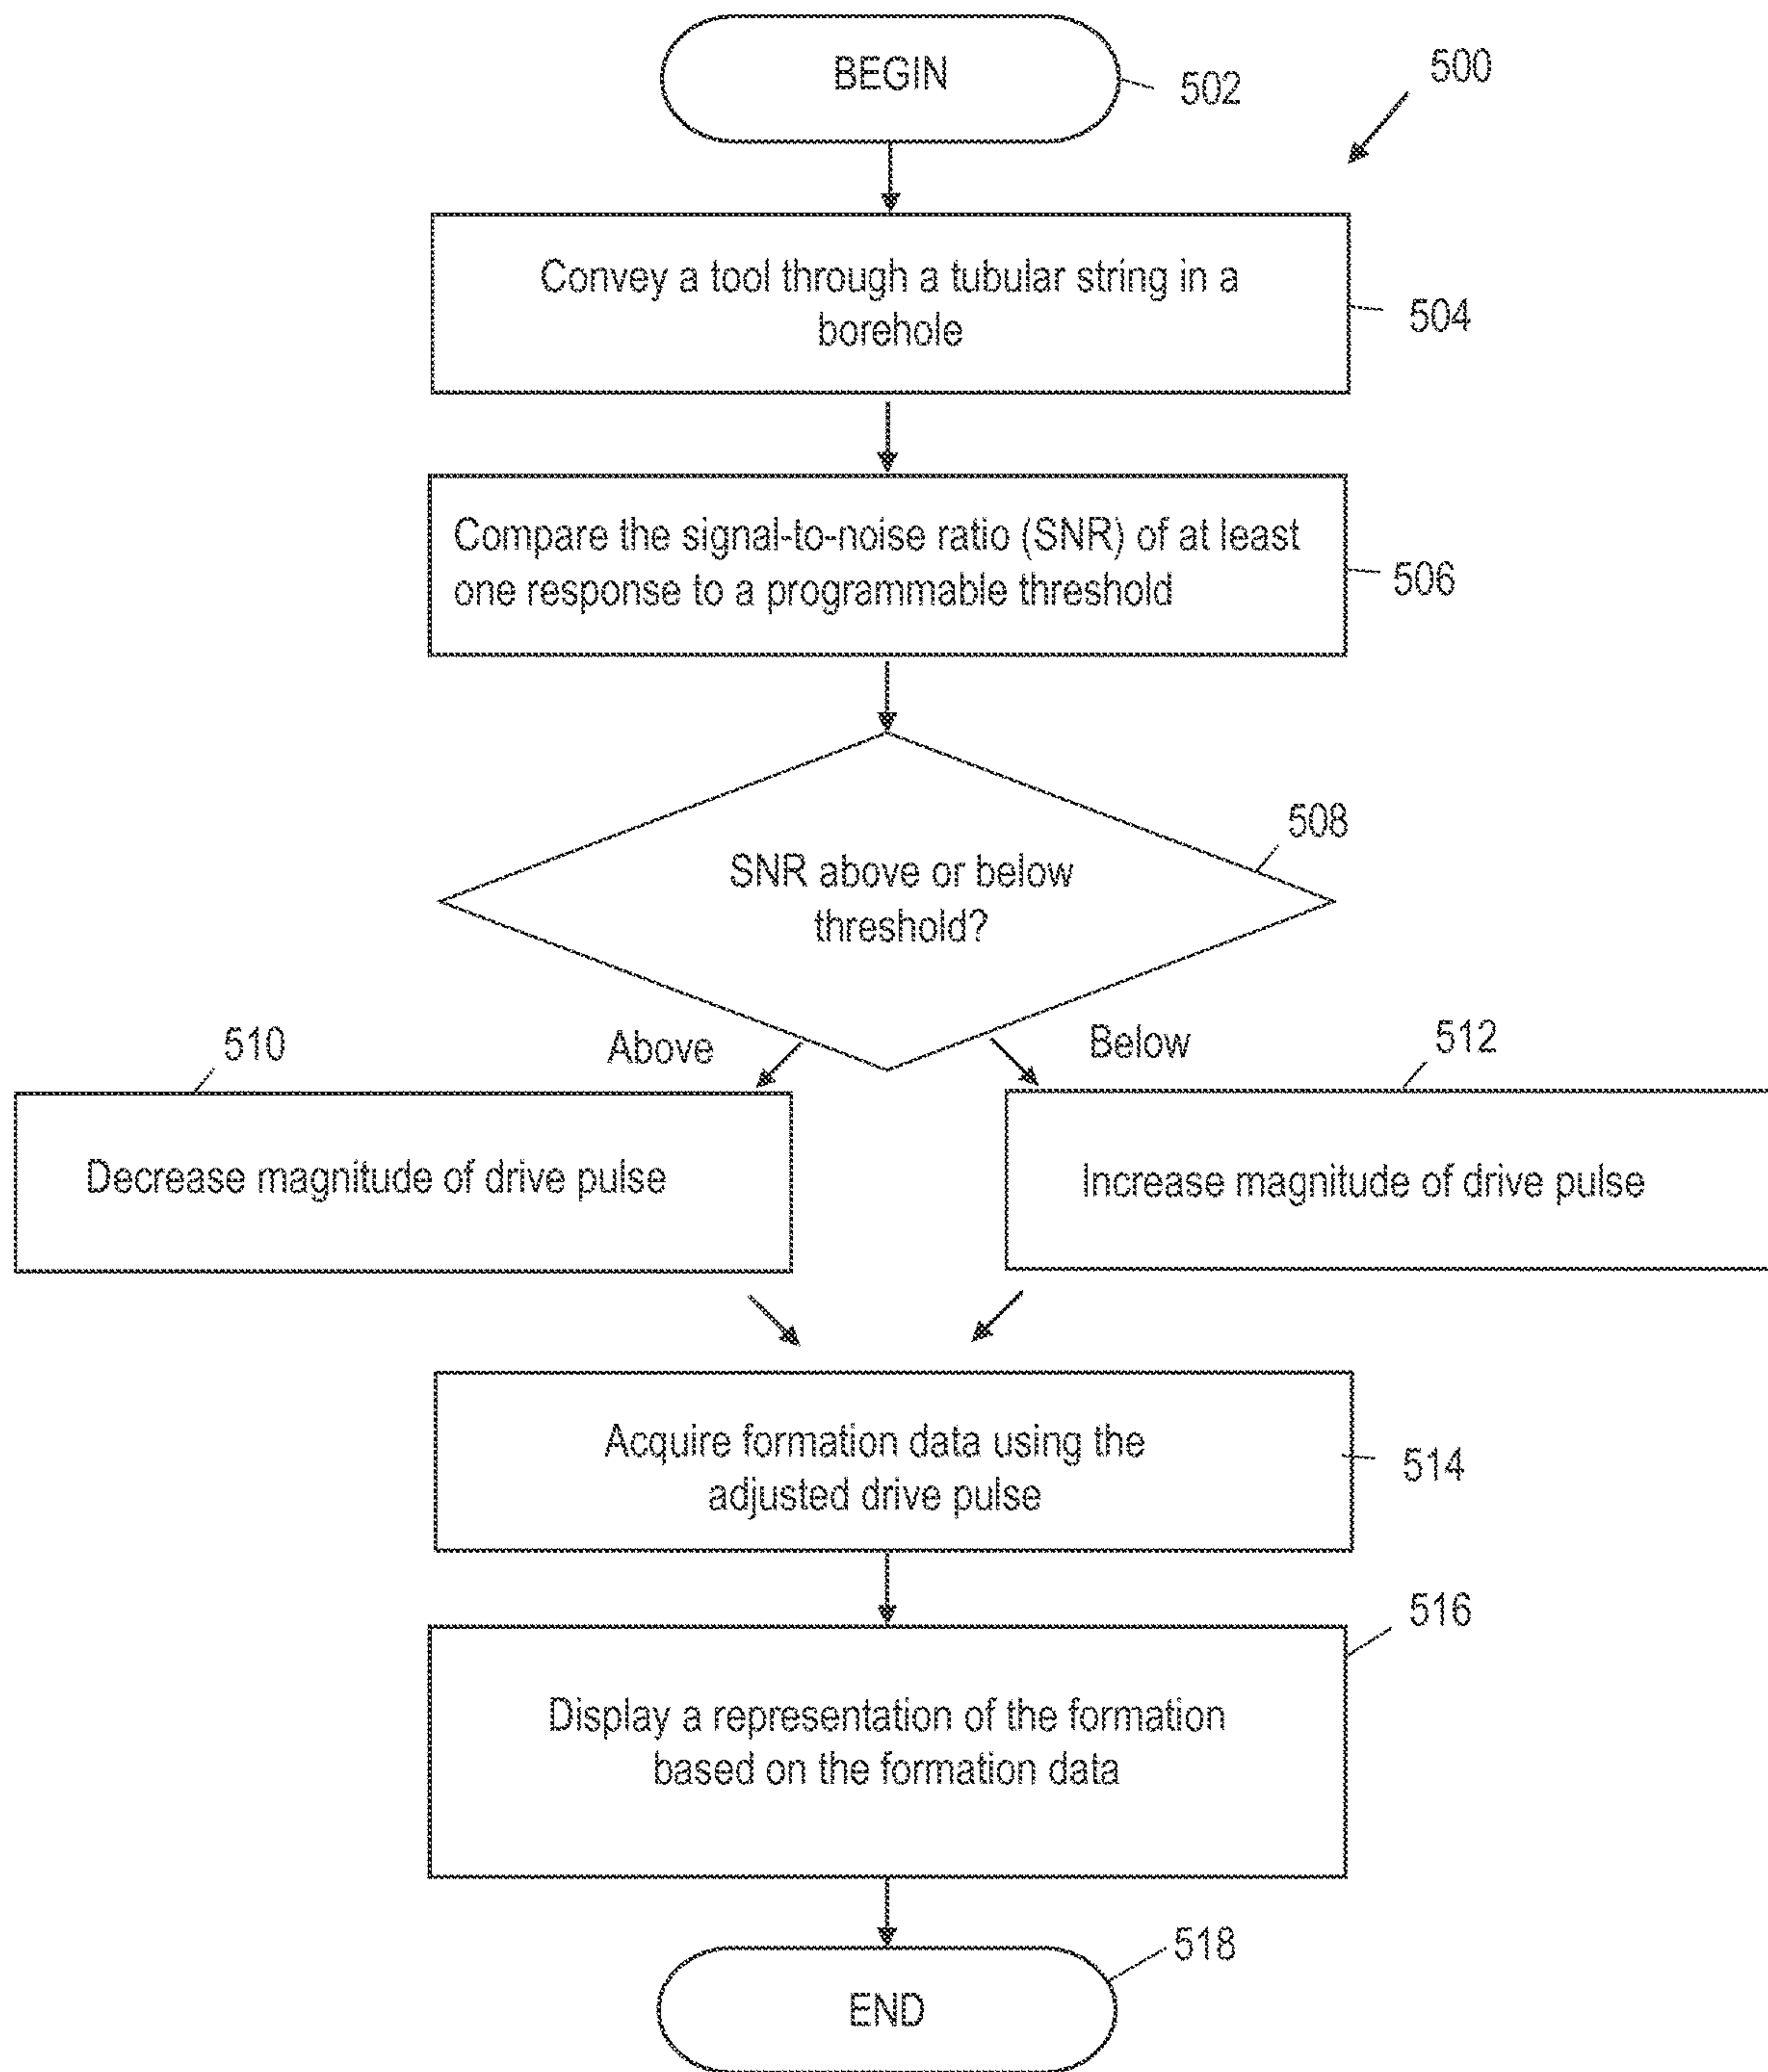 BEGIN
502
500
Convey a tool through a tubular string in a
borehole
504
Compare the signal-to-noise ratio (SNR) of at least
one response to a programmable threshold
506
508
SNR above or below
threshold?
Above
Below
510
512
Decrease magnitude of drive pulse
Increase magnitude of drive pulse
Acquire formation data using the
adjusted drive pulse
514
516
Display a representation of the formation
based on the formation data
518
END